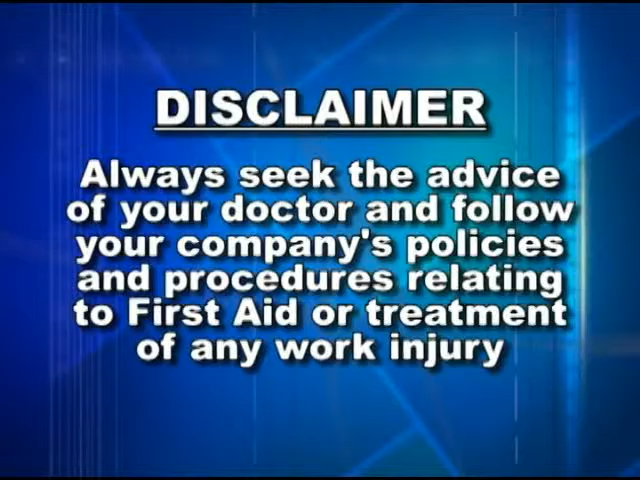 DISCLAIMER
Always seek the advice
of your doctor and follow
your company's policies
and procedures relating
to First Aid or treatment
of any work injury